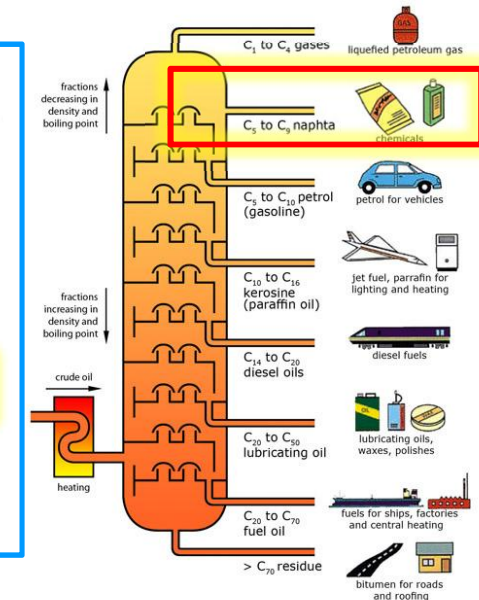 C₁ to C₄ gases
liquefied petroleum gas
GAS
fractions
decreasing in
density and
boiling point
C₅ to C₉ naphta
chemicals
C₅ to C₁₀ petrol
(gasoline)
petrol for vehicles
C₁₀ to C₁₆
kerosine
(paraffin oil)
jet fuel, parrafin for
lighting and heating
fractions
increasing in
density and
boiling point
C₁₄ to C₂₀
diesel oils
diesel fuels
crude oil
heating
OIL
C₂₀ to C₅₀
lubricating oil
lubricating oils,
waxes, polishes
C₂₀ to C₇₀
fuel oil
fuels for ships, factories
and central heating
> C₇₀ residue
bitumen for roads
and roofing